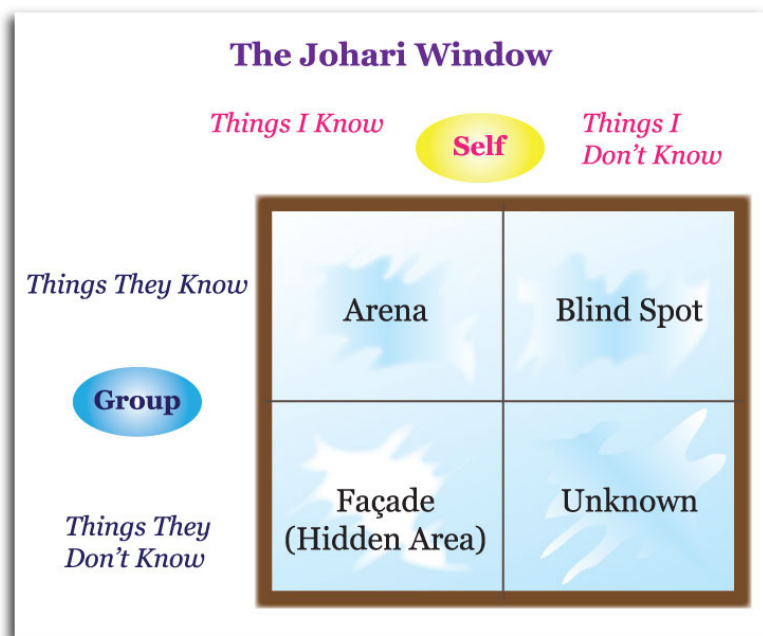 The Johari Window
Things I Know
Self
Things I
Don't Know
Things They Know
Arena
Blind Spot
Group
Façade
(Hidden Area)
Unknown
Things They
Don't Know